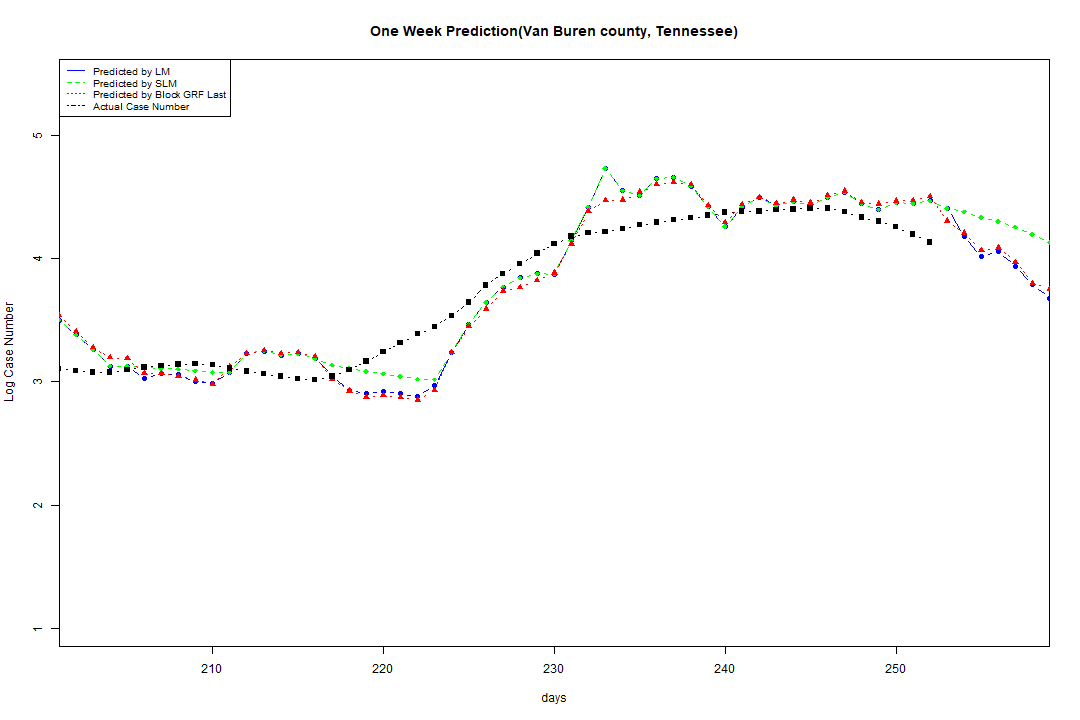 One Week Prediction(Van Buren county, Tennessee)
Predicted by LM
Predicted by SLM
Predicted by Block GRF Last
Actual Case Number
5
4
3
2
1
Log Case Number
210
220
230
240
250
days